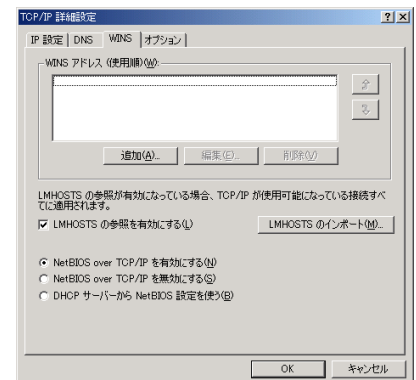 TCP/IP 詳細設定
IP 設定 DNS WINS オプション
WINS アドレス (使用順)(W):
追加(A)... 編集(E)... 削除(V)
LMHOSTS の参照が有効になっている場合、TCP/IP が使用可能になっている接続すべ
てに適用されます。
LMHOSTS の参照を有効にする(L) LMHOSTS のインポート(M)...
NetBIOS over TCP/IP を有効にする(N)
NetBIOS over TCP/IP を無効にする(S)
DHCP サーバーから NetBIOS 設定を使う(B)
OK キャンセル